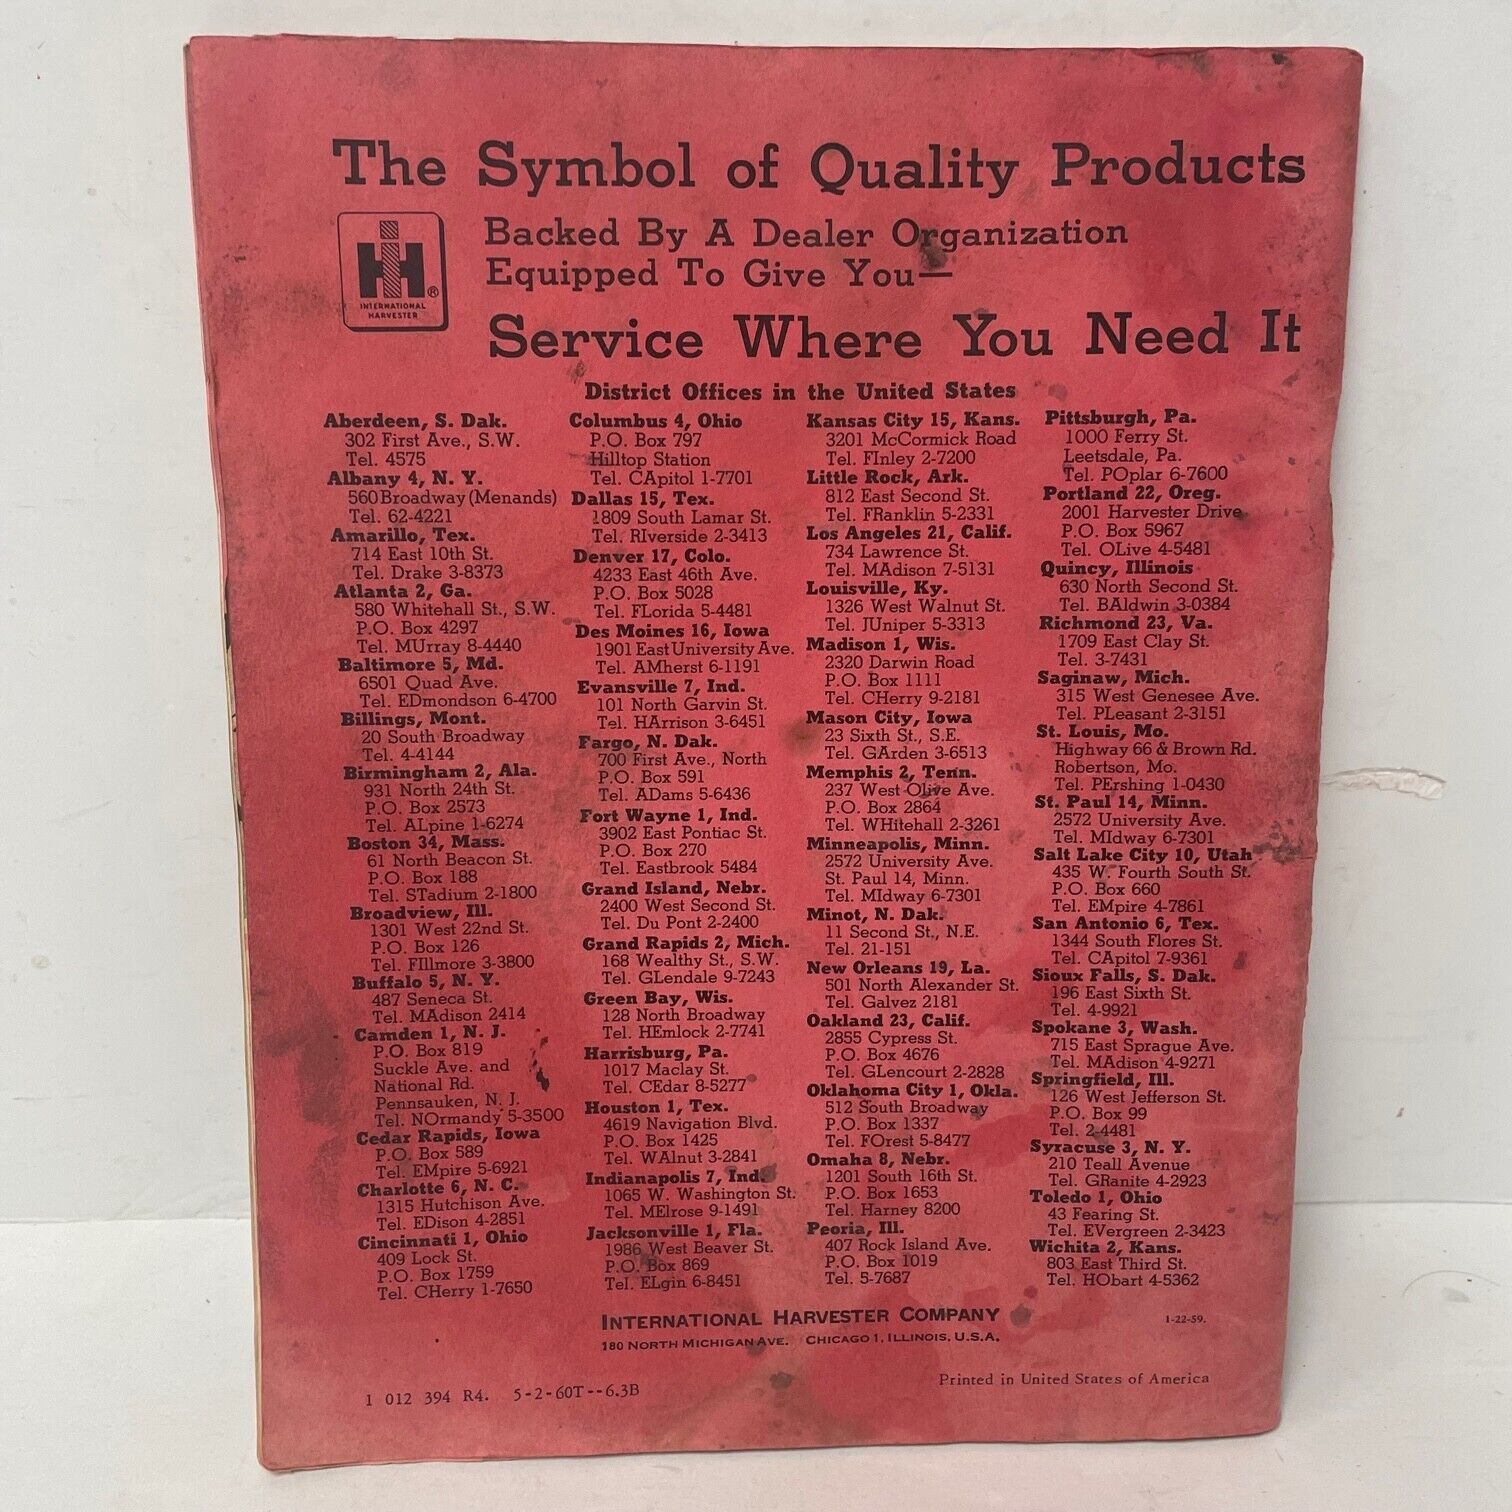 The Symbol of Quality Products
IH
®
INTERNATIONAL
HARVESTER
Backed By A Dealer Organization
Equipped To Give You—
Service Where You Need It
District Offices in the United States
Aberdeen, S. Dak.
302 First Ave., S.W.
Tel. 4575
Albany 4, N. Y.
560 Broadway (Menands)
Tel. 62-4221
Amarillo, Tex.
714 East 10th St.
Tel. Drake 3-8373
Atlanta 2, Ga.
580 Whitehall St., S.W.
P.O. Box 4297
Tel. MUrray 8-4440
Baltimore 5, Md.
6501 Quad Ave.
Tel. EDmondson 6-4700
Billings, Mont.
20 South Broadway
Tel. 4-4144
Birmingham 2, Ala.
931 North 24th St.
P.O. Box 2573
Tel. ALpine 1-6274
Boston 34, Mass.
61 North Beacon St.
P.O. Box 188
Tel. STadium 2-1800
Broadview, Ill.
1301 West 22nd St.
P.O. Box 126
Tel. FIllmore 3-3800
Buffalo 5, N. Y.
487 Seneca St.
Tel. MAdison 2414
Camden 1, N. J.
P.O. Box 819
Suckle Ave. and
National Rd.
Pennsauken, N. J.
Tel. NOrmandy 5-3500
Cedar Rapids, Iowa
P.O. Box 589
Tel. EMpire 5-6921
Charlotte 6, N. C.
1315 Hutchison Ave.
Tel. EDison 4-2851
Cincinnati 1, Ohio
409 Lock St.
P.O. Box 1759
Tel. CHerry 1-7650
Columbus 4, Ohio
P.O. Box 797
Hilltop Station
Tel. CApitol 1-7701
Dallas 15, Tex.
1809 South Lamar St.
Tel. RIverside 2-3413
Denver 17, Colo.
4233 East 46th Ave.
P.O. Box 5028
Tel. FLorida 5-4481
Des Moines 16, Iowa
1901 East University Ave.
Tel. AMherst 6-1191
Evansville 7, Ind.
101 North Garvin St.
Tel. HArrison 3-6451
Fargo, N. Dak.
700 First Ave., North
P.O. Box 591
Tel. ADams 5-6436
Fort Wayne 1, Ind.
3902 East Pontiac St.
P.O. Box 270
Tel. Eastbrook 5484
Grand Island, Nebr.
2400 West Second St.
Tel. Du Pont 2-2400
Grand Rapids 2, Mich.
168 Wealthy St., S.W.
Tel. GLendale 9-7243
Green Bay, Wis.
128 North Broadway
Tel. HEmlock 2-7741
Harrisburg, Pa.
1017 Maclay St.
Tel. CEdar 8-5277
Houston 1, Tex.
4619 Navigation Blvd.
P.O. Box 1425
Tel. WAlnut 3-2841
Indianapolis 7, Ind.
1065 W. Washington St.
Tel. MElrose 9-1491
Jacksonville 1, Fla.
1986 West Beaver St.
P.O. Box 869
Tel. ELgin 6-8451
Kansas City 15, Kans.
3201 McCormick Road
Tel. FInley 2-7200
Little Rock, Ark.
812 East Second St.
Tel. FRanklin 5-2331
Los Angeles 21, Calif.
734 Lawrence St.
Tel. MAdison 7-5131
Louisville, Ky.
1326 West Walnut St.
Tel. JUniper 5-3313
Madison 1, Wis.
2320 Darwin Road
P.O. Box 1111
Tel. CHerry 9-2181
Mason City, Iowa
23 Sixth St., S.E.
Tel. GArden 3-6513
Memphis 2, Tenn.
237 West Olive Ave.
P.O. Box 2864
Tel. WHitehall 2-3261
Minneapolis, Minn.
2572 University Ave.
St. Paul 14, Minn.
Tel. MIdway 6-7301
Minot, N. Dak.
11 Second St., N.E.
Tel. 21-151
New Orleans 19, La.
501 North Alexander St.
Tel. Galvez 2181
Oakland 23, Calif.
2855 Cypress St.
P.O. Box 4676
Tel. GLencourt 2-2828
Oklahoma City 1, Okla.
512 South Broadway
P.O. Box 1337
Tel. FOrest 5-8477
Omaha 8, Nebr.
1201 South 16th St.
P.O. Box 1653
Tel. Harney 8200
Peoria, Ill.
407 Rock Island Ave.
P.O. Box 1019
Tel. 5-7687
Pittsburgh, Pa.
1000 Ferry St.
Leetsdale, Pa.
Tel. POplar 6-7600
Portland 22, Oreg.
2001 Harvester Drive
P.O. Box 5967
Tel. OLive 4-5481
Quincy, Illinois
630 North Second St.
Tel. BAldwin 3-0384
Richmond 23, Va.
1709 East Clay St.
Tel. 3-7431
Saginaw, Mich.
315 West Genesee Ave.
Tel. PLeasant 2-3151
St. Louis, Mo.
Highway 66 & Brown Rd.
Robertson, Mo.
Tel. PErshing 1-0430
St. Paul 14, Minn.
2572 University Ave.
Tel. MIdway 6-7301
Salt Lake City 10, Utah
435 W. Fourth South St.
P.O. Box 660
Tel. EMpire 4-7861
San Antonio 6, Tex.
1344 South Flores St.
Tel. CApitol 7-9361
Sioux Falls, S. Dak.
196 East Sixth St.
Tel. 4-9921
Spokane 3, Wash.
715 East Sprague Ave.
Tel. MAdison 4-9271
Springfield, Ill.
126 West Jefferson St.
P.O. Box 99
Tel. 2-4481
Syracuse 3, N. Y.
210 Teall Avenue
Tel. GRanite 4-2923
Toledo 1, Ohio
43 Fearing St.
Tel. EVergreen 2-3423
Wichita 2, Kans.
803 East Third St.
Tel. HObart 4-5362
INTERNATIONAL HARVESTER COMPANY
180 NORTH MICHIGAN AVE. CHICAGO 1, ILLINOIS, U.S.A.
1-22-59.
Printed in United States of America
1 012 394 R4. 5-2-60T--6.3B